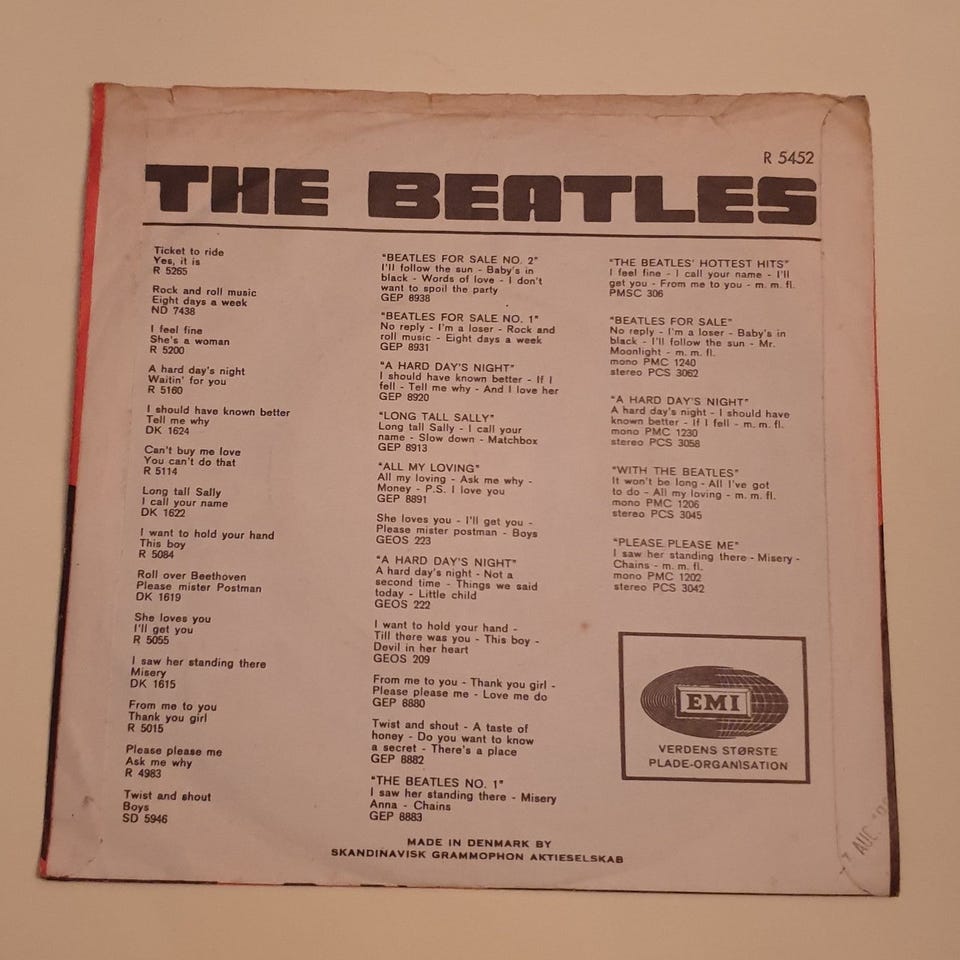 R 5452
THE BEATLES
Ticket to ride
Yes, it is
R 5265
Rock and roll music
Eight days a week
ND 7438
I feel fine
She's a woman
R 5200
A hard day's night
Waitin' for you
R 5160
I should have known better
Tell me why
DK 1624
Can't buy me love
You can't do that
R 5114
Long tall Sally
I call your name
DK 1622
I want to hold your hand
This boy
R 5084
Roll over Beethoven
Please mister Postman
DK 1619
She loves you
I'll get you
R 5055
I saw her standing there
Misery
DK 1615
From me to you
Thank you girl
R 5015
Please please me
Ask me why
R 4983
Twist and shout
Boys
SD 5946
"BEATLES FOR SALE NO. 2"
I'll follow the sun - Baby's in
black - Words of love - I don't
want to spoil the party
GEP 8938
"BEATLES FOR SALE NO. 1"
No reply - I'm a loser - Rock and
roll music - Eight days a week
GEP 8931
"A HARD DAY'S NIGHT"
I should have known better - If I
fell - Tell me why - And I love her
GEP 8920
"LONG TALL SALLY"
Long tall Sally - I call your
name - Slow down - Matchbox
GEP 8913
"ALL MY LOVING"
All my loving - Ask me why -
Money - P.S. I love you
GEP 8891
She loves you - I'll get you -
Please mister postman - Boys
GEOS 223
"A HARD DAY'S NIGHT"
A hard day's night - Not a
second time - Things we said
today - Little child
GEOS 222
I want to hold your hand -
Till there was you - This boy -
Devil in her heart
GEOS 209
From me to you - Thank you girl -
Please please me - Love me do
GEP 8880
Twist and shout - A taste of
honey - Do you want to know
a secret - There's a place
GEP 8882
"THE BEATLES NO. 1"
I saw her standing there - Misery
Anna - Chains
GEP 8883
"THE BEATLES' HOTTEST HITS"
I feel fine - I call your name - I'll
get you - From me to you - m. m. fl.
PMSC 306
"BEATLES FOR SALE"
No reply - I'm a loser - Baby's in
black - I'll follow the sun - Mr.
Moonlight - m. m. fl.
mono PMC 1240
stereo PCS 3062
"A HARD DAY'S NIGHT"
A hard day's night - I should have
known better - If I fell - m. m. fl.
mono PMC 1230
stereo PCS 3058
"WITH THE BEATLES"
It won't be long - All I've got
to do - All my loving - m. m. fl.
mono PMC 1206
stereo PCS 3045
"PLEASE PLEASE ME"
I saw her standing there - Misery -
Chains - m. m. fl.
mono PMC 1202
stereo PCS 3042
EMI
VERDENS STØRSTE
PLADE-ORGANISATION
MADE IN DENMARK BY
SKANDINAVISK GRAMMOPHON AKTIESELSKAB
AUG